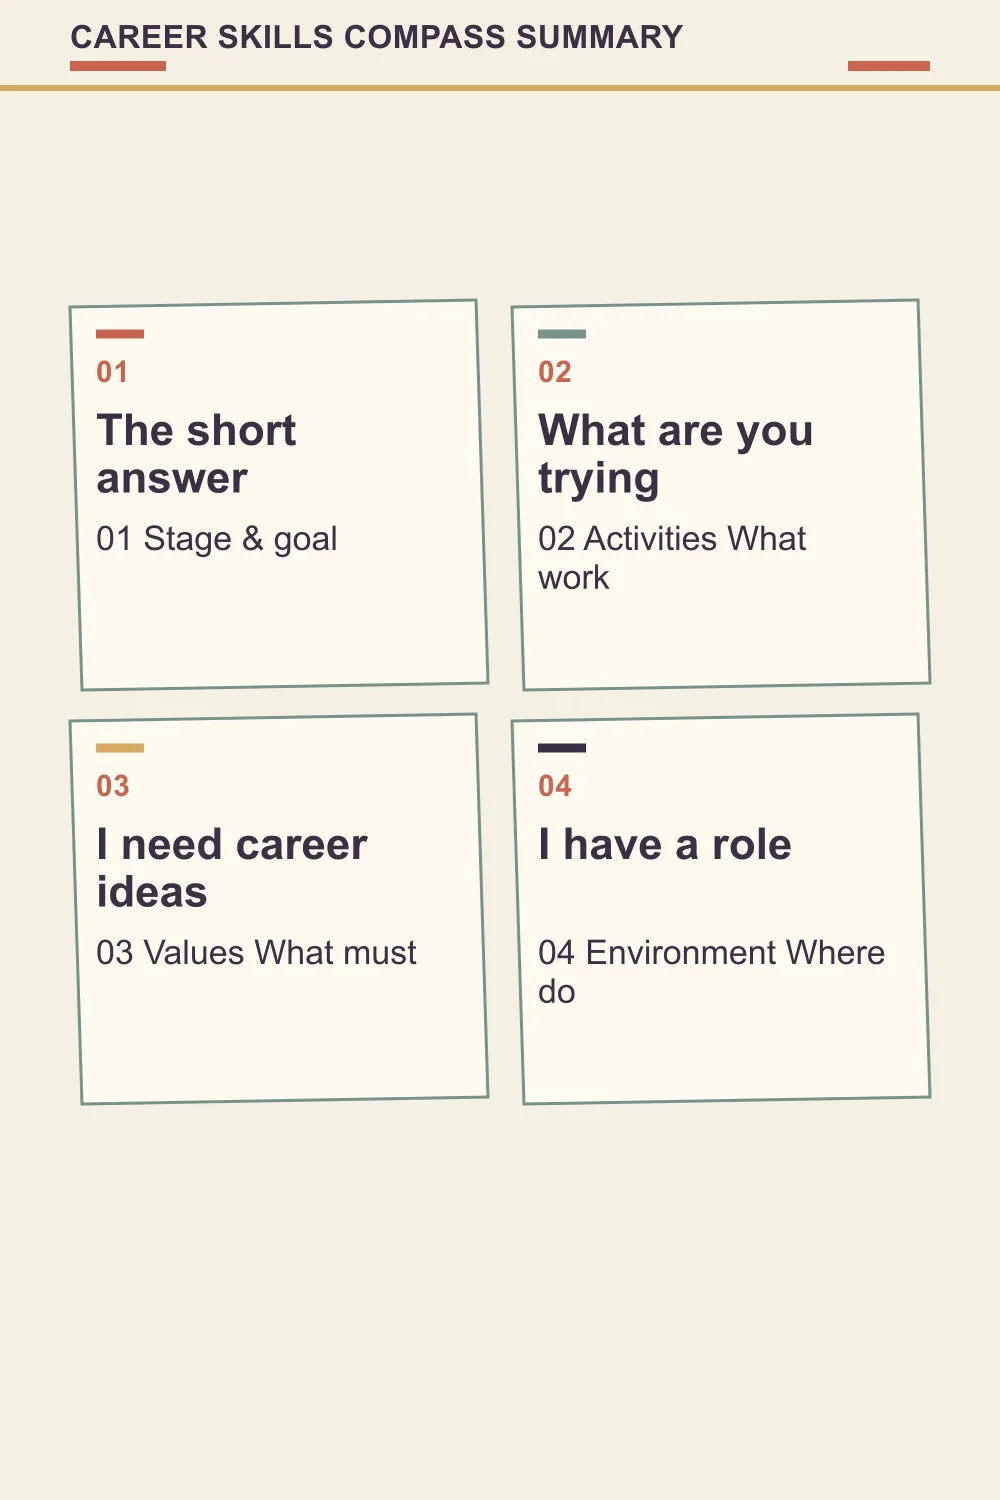 CAREER SKILLS COMPASS SUMMARY
01
The short
answer
01 Stage & goal
02
What are you
trying
02 Activities What
work
03
I need career
ideas
03 Values What must
04
I have a role
04 Environment Where
do